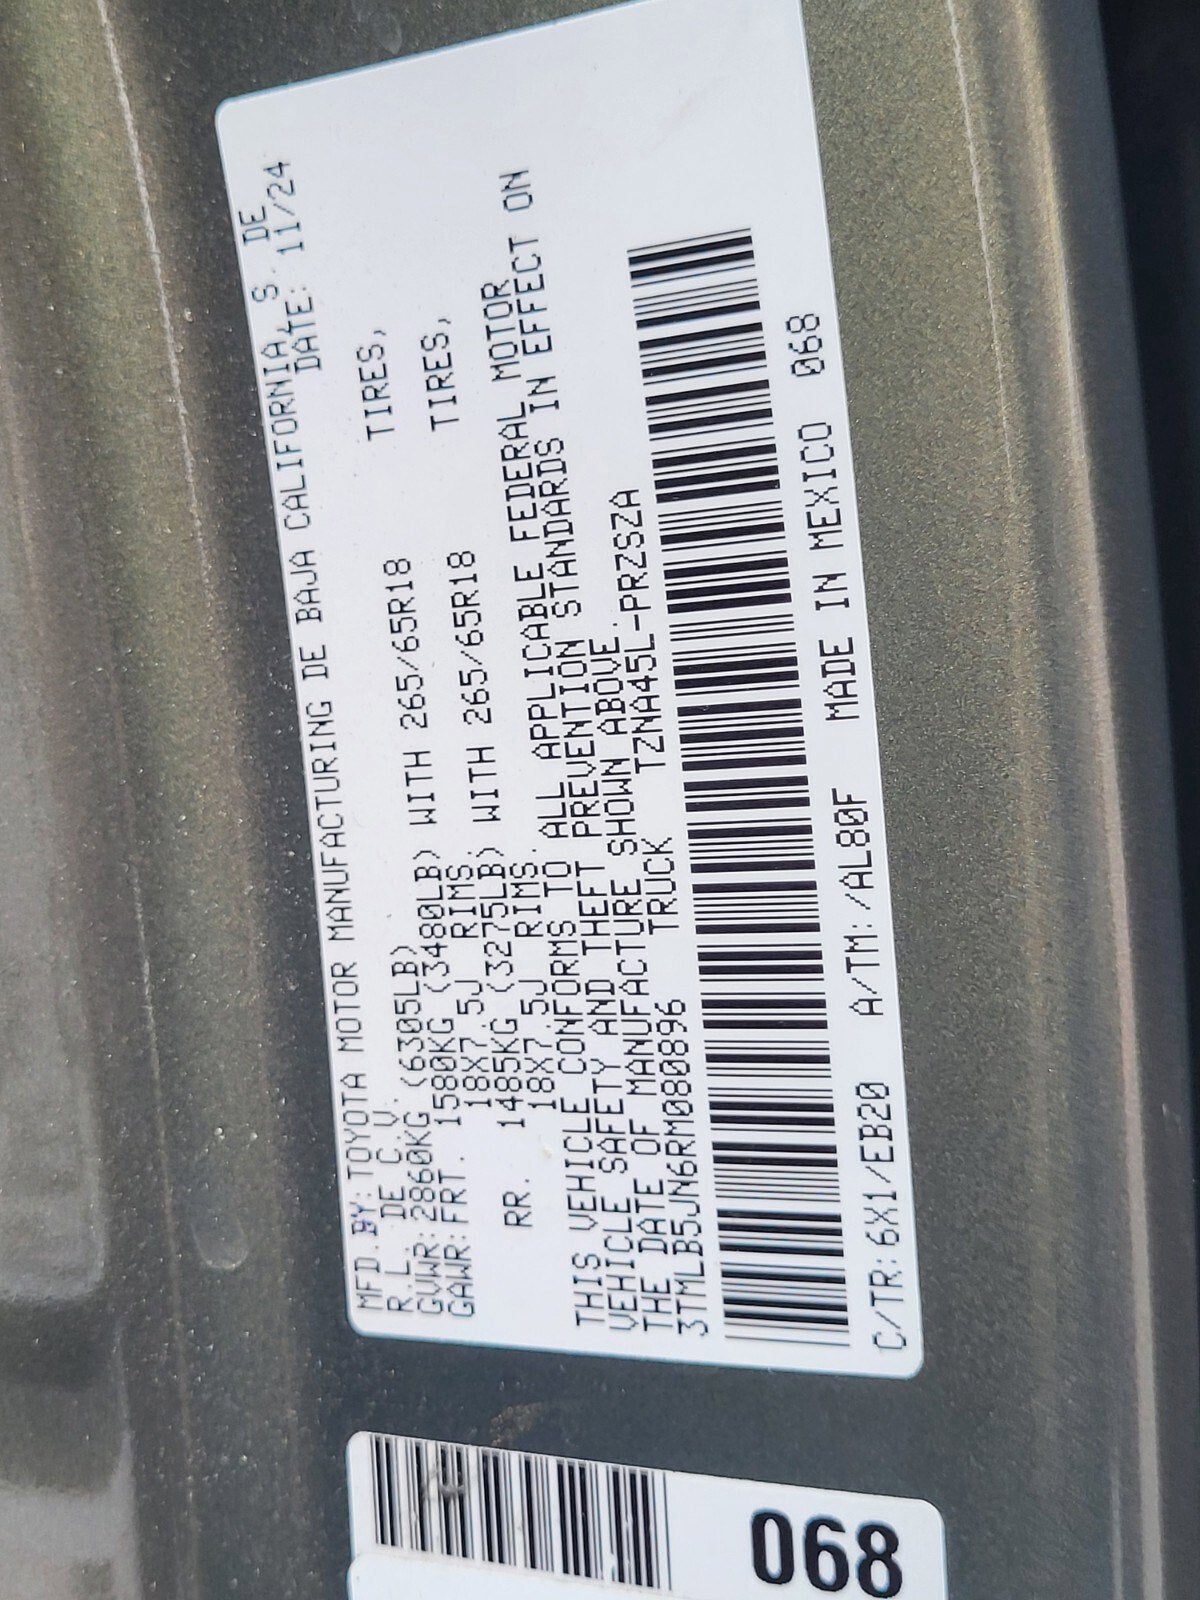 MFD. BY: TOYOTA MOTOR MANUFACTURING DE BAJA CALIFORNIA, S. DE
R.L. DE C.V. DATE: 11/24
GVWR: 2860KG (6305LB)
GAWR: FRT. 1580KG (3480LB) WITH 265/65R18 TIRES,
18X7.5J RIMS.
RR. 1485KG (3275LB) WITH 265/65R18 TIRES,
18X7.5J RIMS.
THIS VEHICLE CONFORMS TO ALL APPLICABLE FEDERAL MOTOR
VEHICLE SAFETY AND THEFT PREVENTION STANDARDS IN EFFECT ON
THE DATE OF MANUFACTURE SHOWN ABOVE.
3TMLB5JN6RM080896 TRUCK TZNA45L-PRZSZA
C/TR: 6X1/EB20 A/TM: /AL80F MADE IN MEXICO 068
068